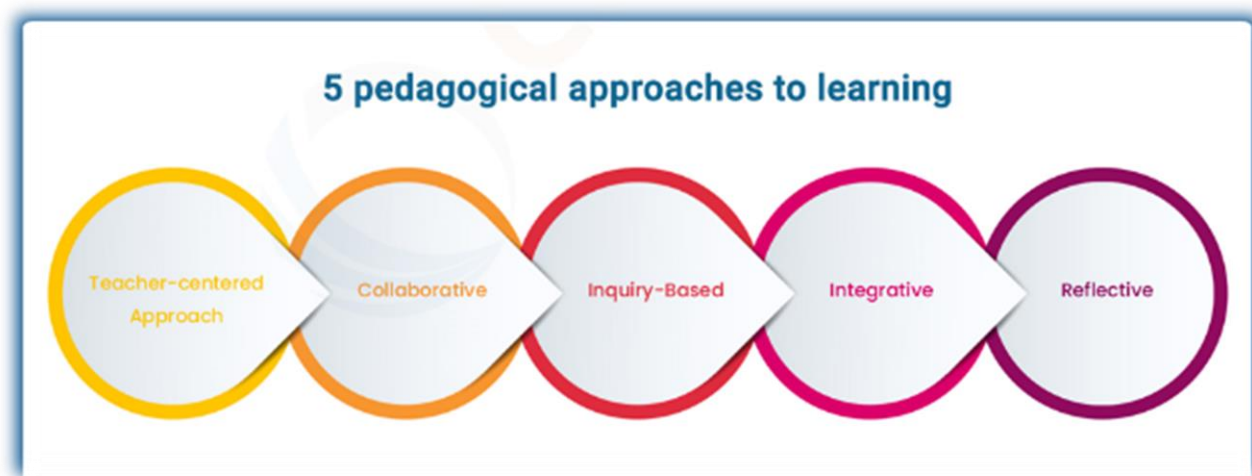 5 pedagogical approaches to learning
Teacher-centered
Approach
Collaborative
Inquiry-Based
Integrative
Reflective